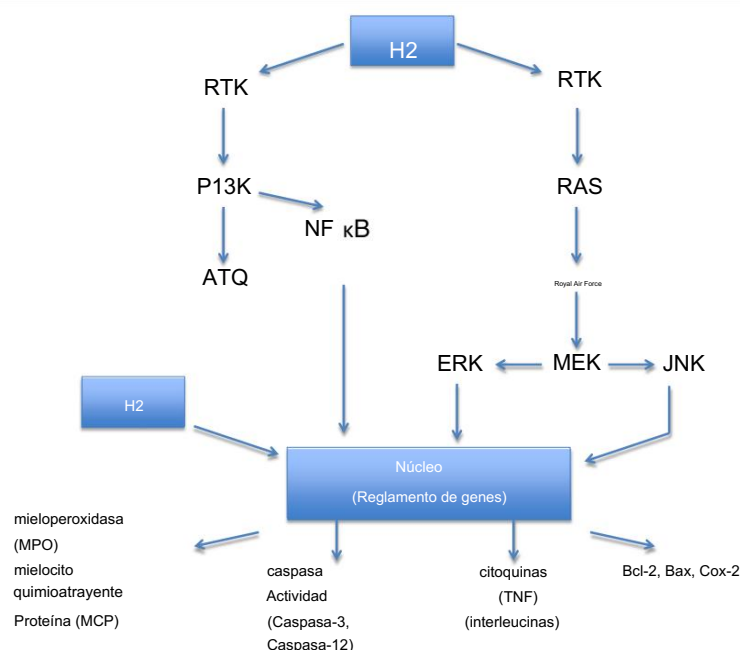 H2
RTK
RTK
P13K
RAS
NF κB
ATQ
Royal Air Force
ERK
MEK
JNK
H2
Núcleo
(Reglamento de genes)
mieloperoxidasa
(MPO)
mielocito
quimioatrayente
Proteína (MCP)
caspasa
Actividad
(Caspasa-3,
Caspasa-12)
citoquinas
(TNF)
(interleucinas)
Bcl-2, Bax, Cox-2